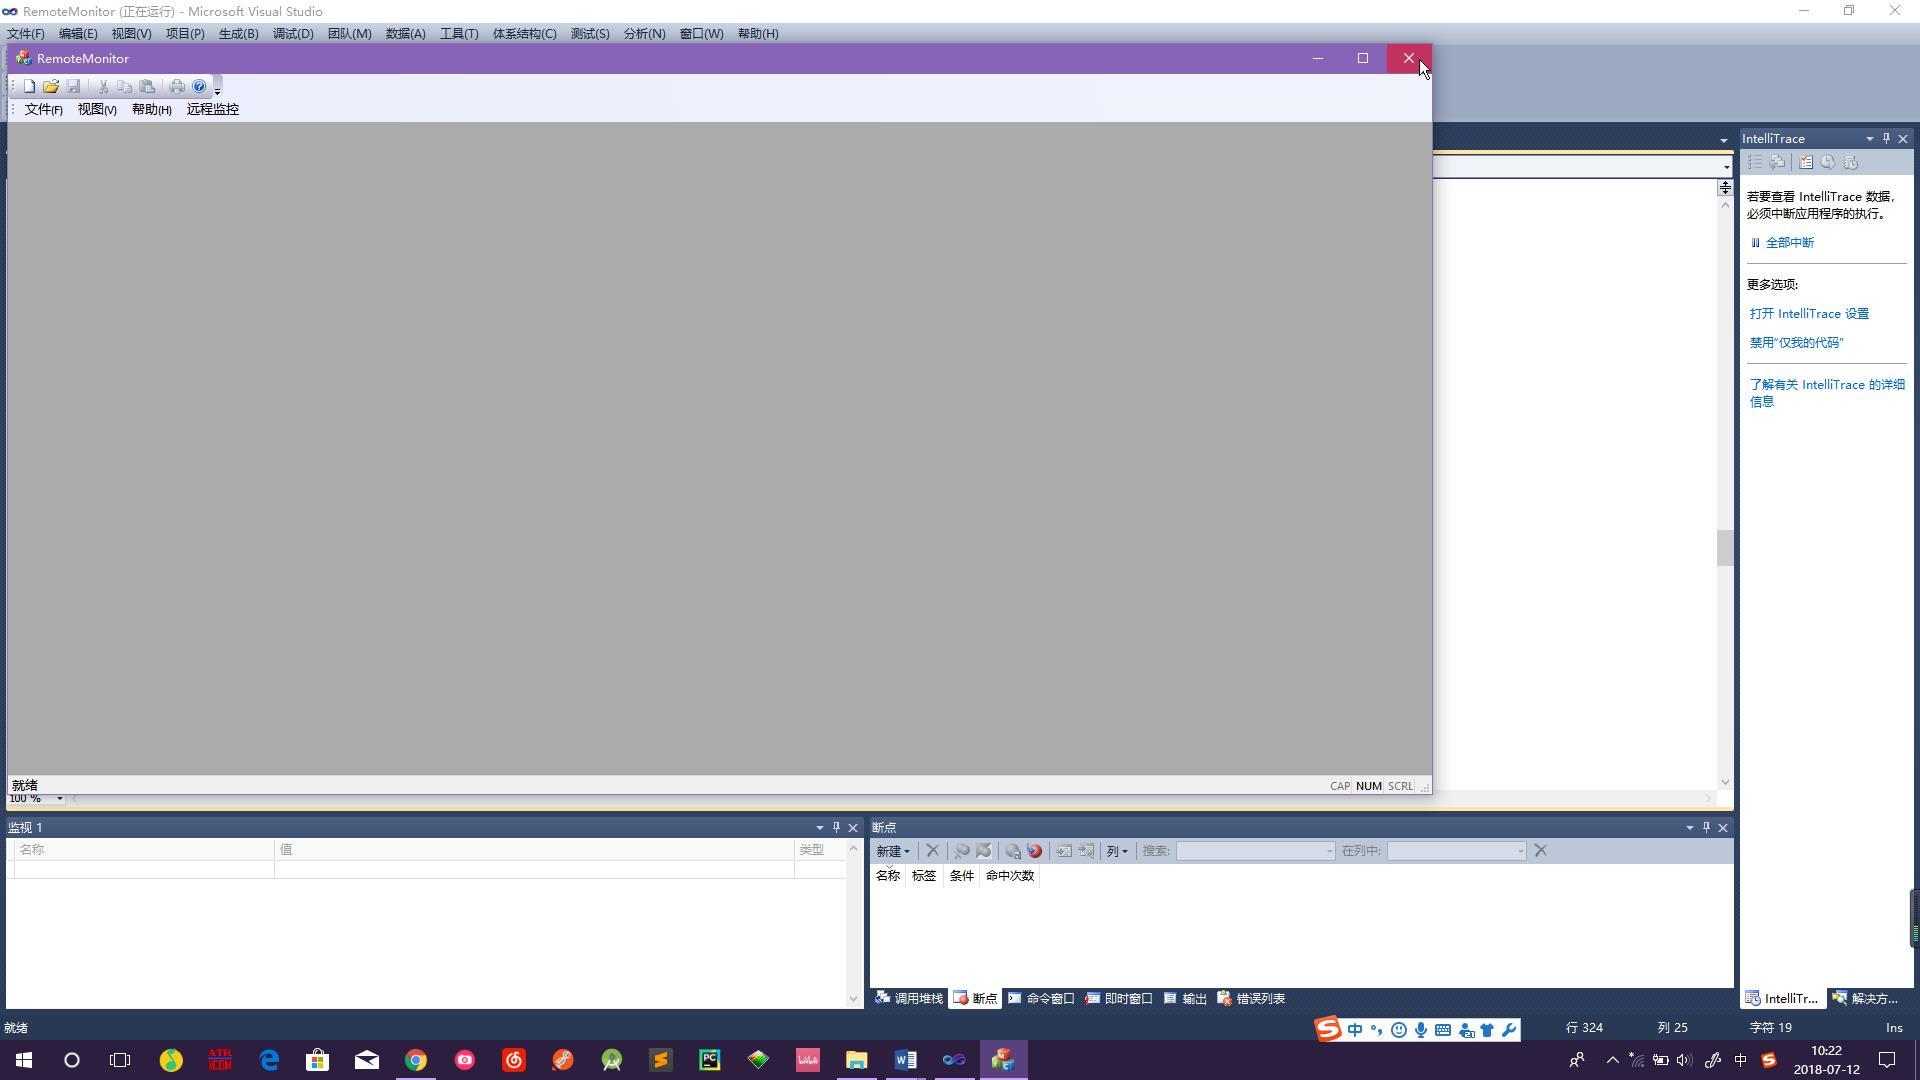 RemoteMonitor (正在运行) - Microsoft Visual Studio
文件(F) 编辑(E) 视图(V) 项目(P) 生成(B) 调试(D) 团队(M) 数据(A) 工具(T) 体系结构(C) 测试(S) 分析(N) 窗口(W) 帮助(H)
RemoteMonitor
文件(F) 视图(V) 帮助(H) 远程监控
就绪
CAP NUM SCRL
100 %
IntelliTrace
若要查看 IntelliTrace 数据,
必须中断应用程序的执行。
全部中断
更多选项:
打开 IntelliTrace 设置
禁用“仅我的代码”
了解有关 IntelliTrace 的详细
信息
监视 1
名称 值 类型
断点
新建 列 搜索: 在列中:
名称 标签 条件 命中次数
调用堆栈 断点 命令窗口 即时窗口 输出 错误列表
IntelliTr... 解决方...
就绪
中
行 324 列 25 字符 19 Ins
ATK
XCOM
PC
中
10:22
2018-07-12